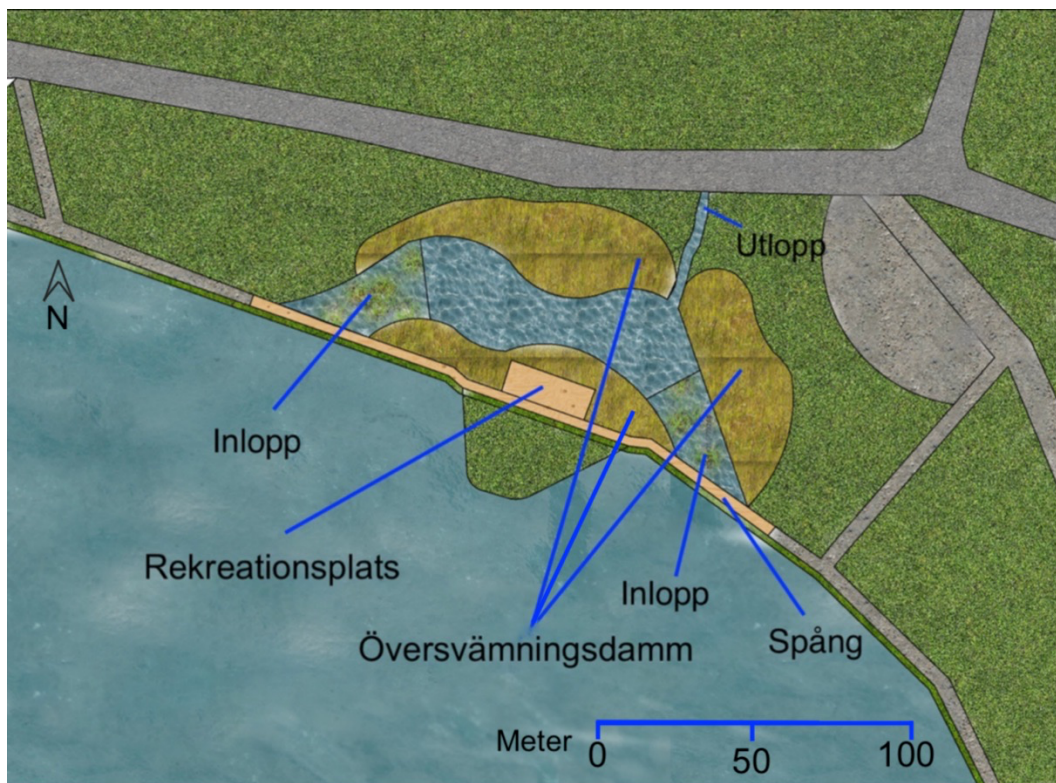 Utlopp
N
Inlopp
Rekreationsplats
Inlopp
Översvämningsdamm
Spång
Meter 0 50 100